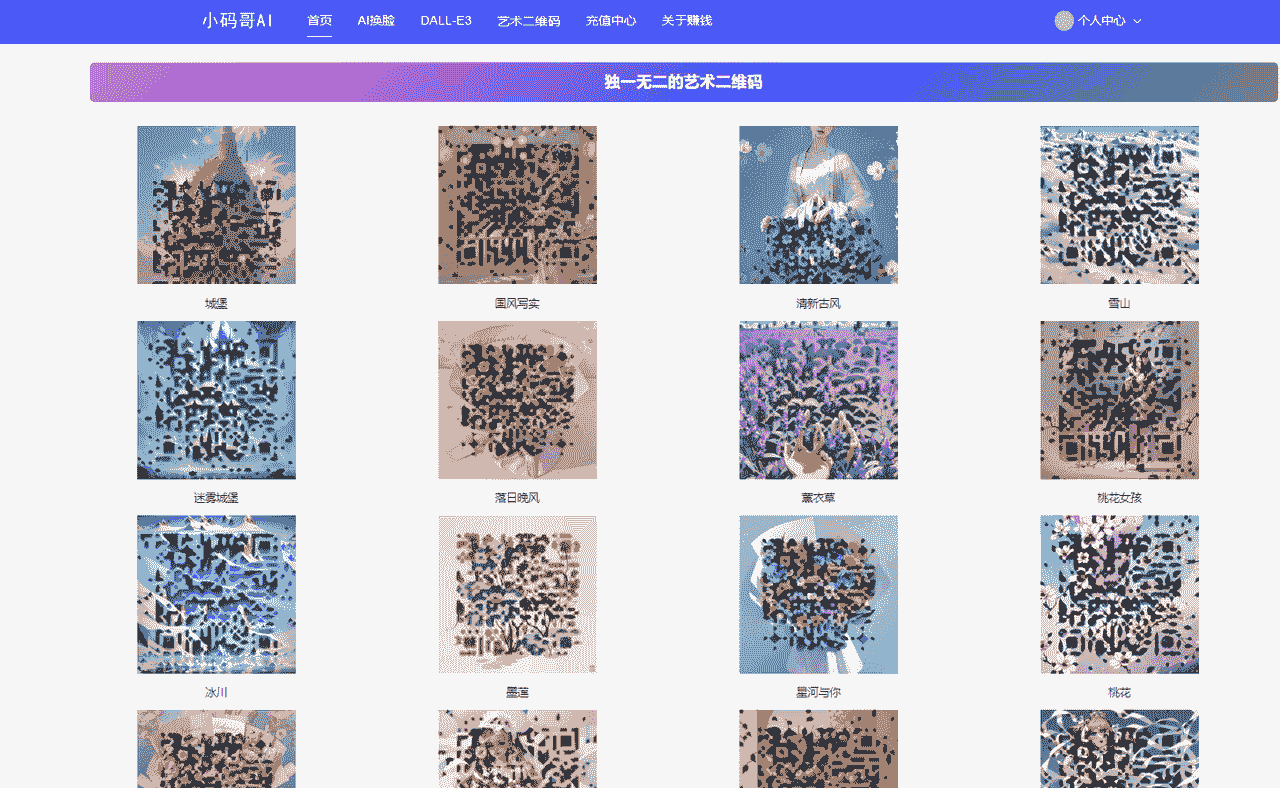 小码哥AI 首页 AI换脸 DALL-E3 艺术二维码 充值中心 关于赚钱 个人中心
独一无二的艺术二维码
城堡 国风写实 清新古风 雪山
迷雾城堡 落日晚风 薰衣草 桃花女孩
冰川 墨莲 星河与你 桃花